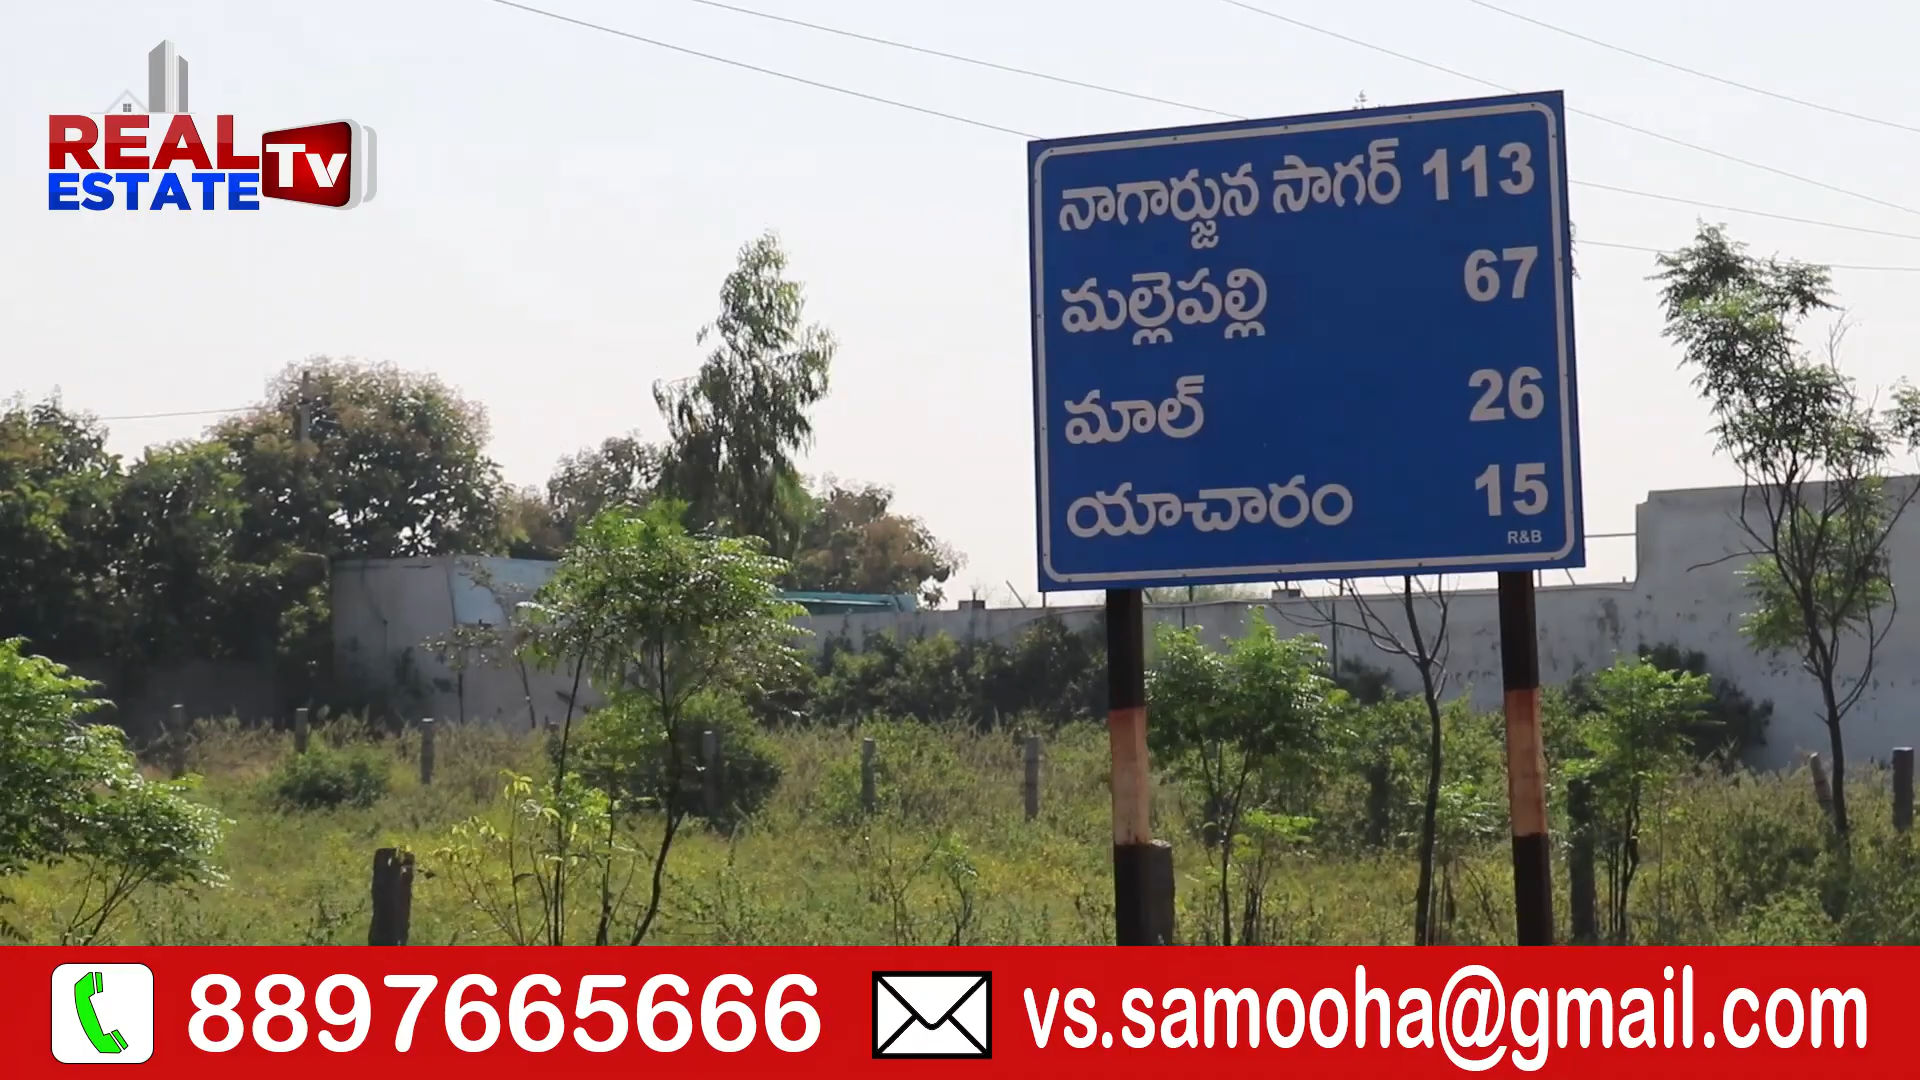 REAL
ESTATE
Tv
నాగార్జున సాగర్ 113
మల్లెపల్లి 67
మాల్ 26
యాచారం 15
R&B
8897665666
vs.samooha@gmail.com